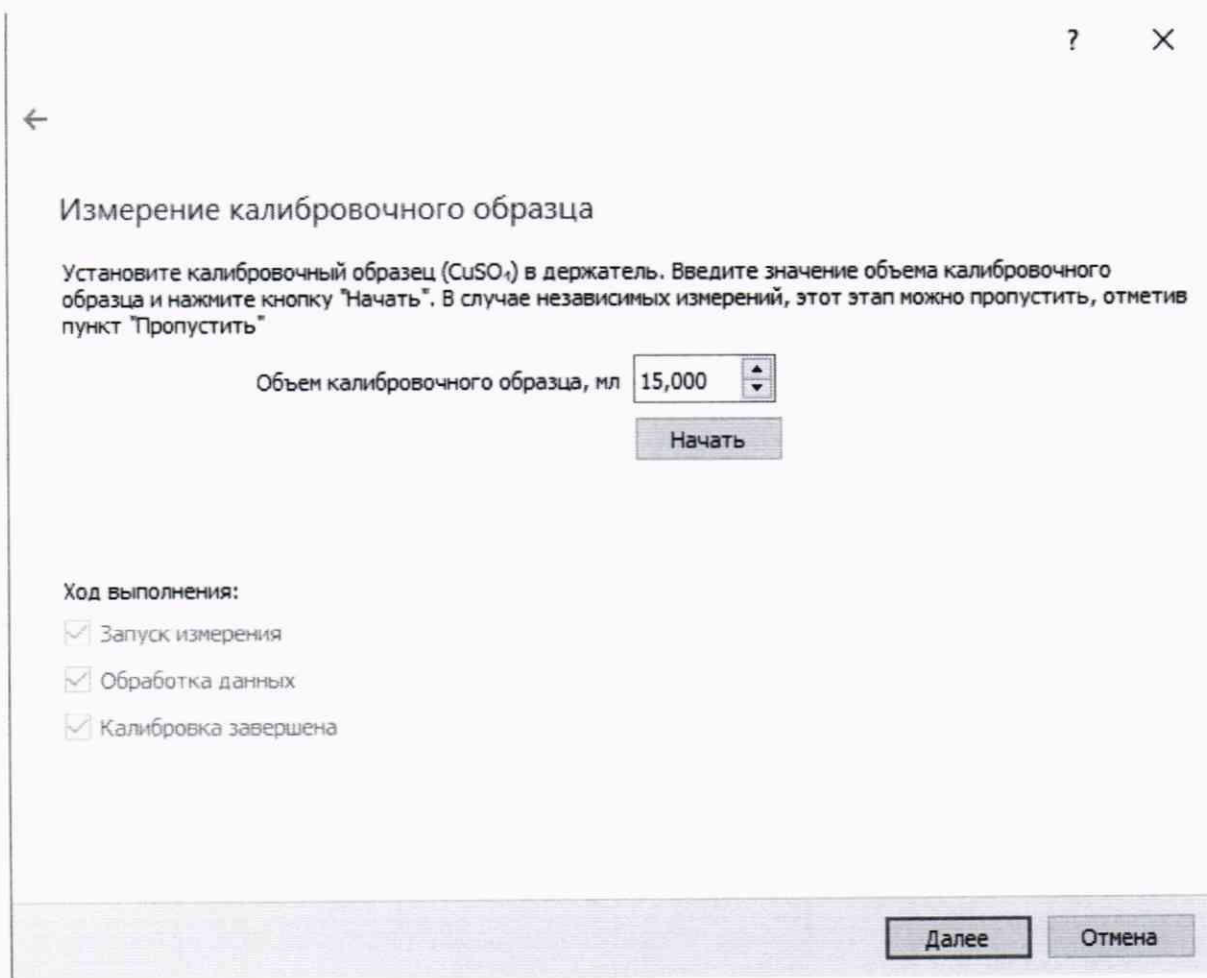 ?
Измерение калибровочного образца
Установите калибровочный образец (CuSO₄) в держатель. Введите значение объема калибровочного
образца и нажмите кнопку "Начать". В случае независимых измерений, этот этап можно пропустить, отметив
пункт "Пропустить"
Объем калибровочного образца, мл 15,000
Начать
Ход выполнения:
Запуск измерения
Обработка данных
Калибровка завершена
Далее Отмена